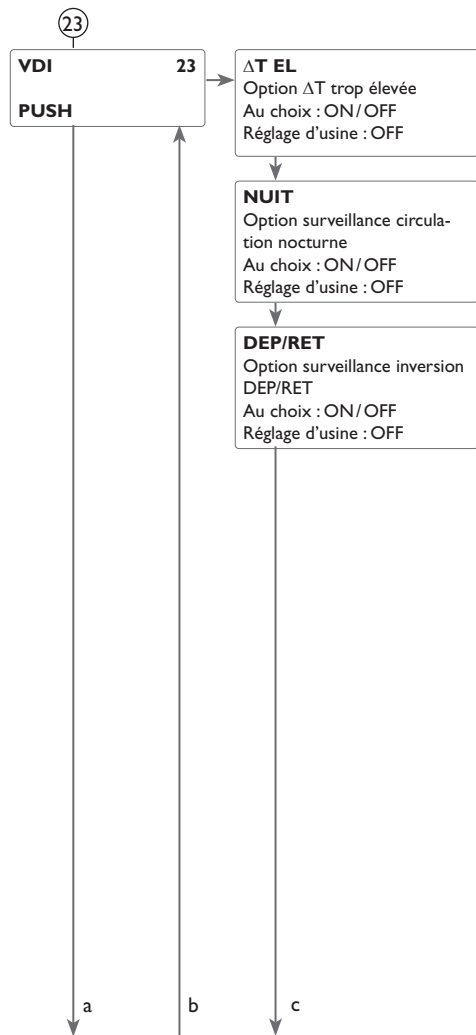 23
VDI 23
PUSH
ΔT EL
Option ΔT trop élevée
Au choix : ON / OFF
Réglage d'usine : OFF
NUIT
Option surveillance circula-
tion nocturne
Au choix : ON / OFF
Réglage d'usine : OFF
DEP/RET
Option surveillance inversion
DEP/RET
Au choix : ON / OFF
Réglage d'usine : OFF
a b c